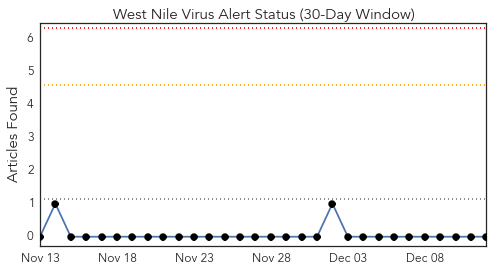 West Nile Virus Alert Status (30-Day Window)
Articles Found
6
5
4
3
2
1
0
Nov 13 Nov 18 Nov 23 Nov 28 Dec 03 Dec 08